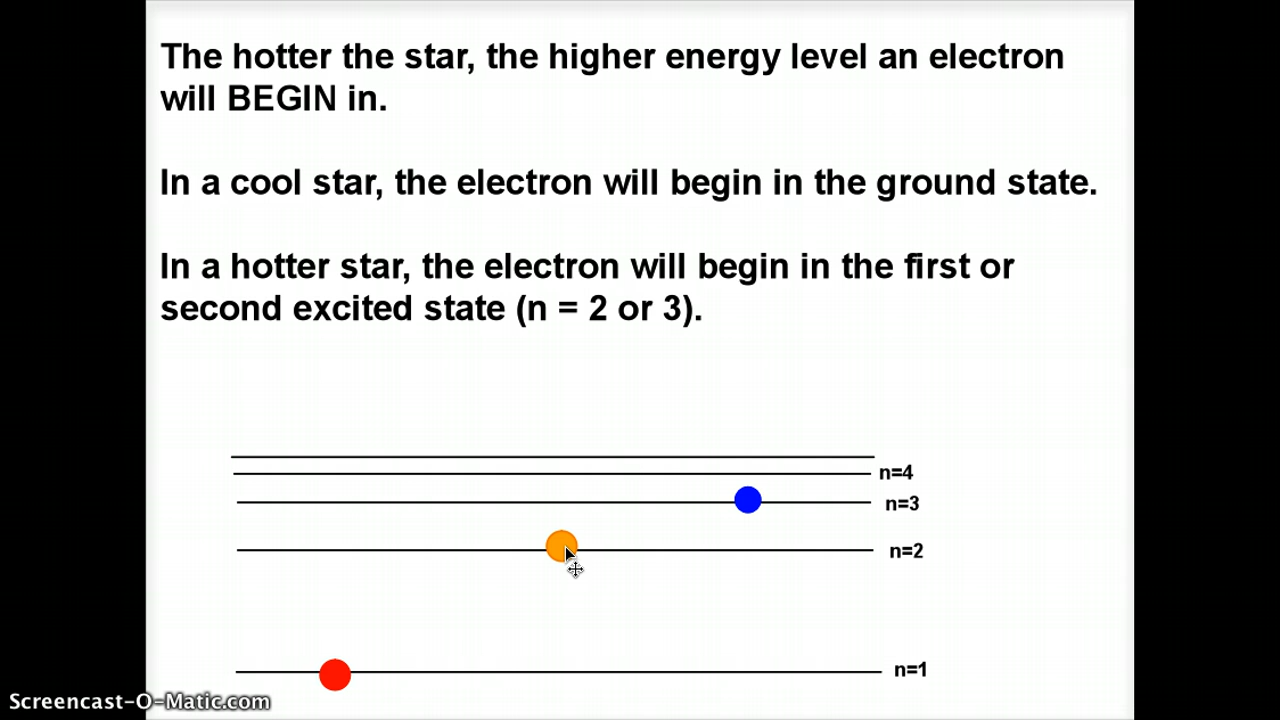 The hotter the star, the higher energy level an electron
will BEGIN in.
In a cool star, the electron will begin in the ground state.
In a hotter star, the electron will begin in the first or
second excited state (n = 2 or 3).
n=4
n=3
n=2
n=1
Screencast-O-Matic.com